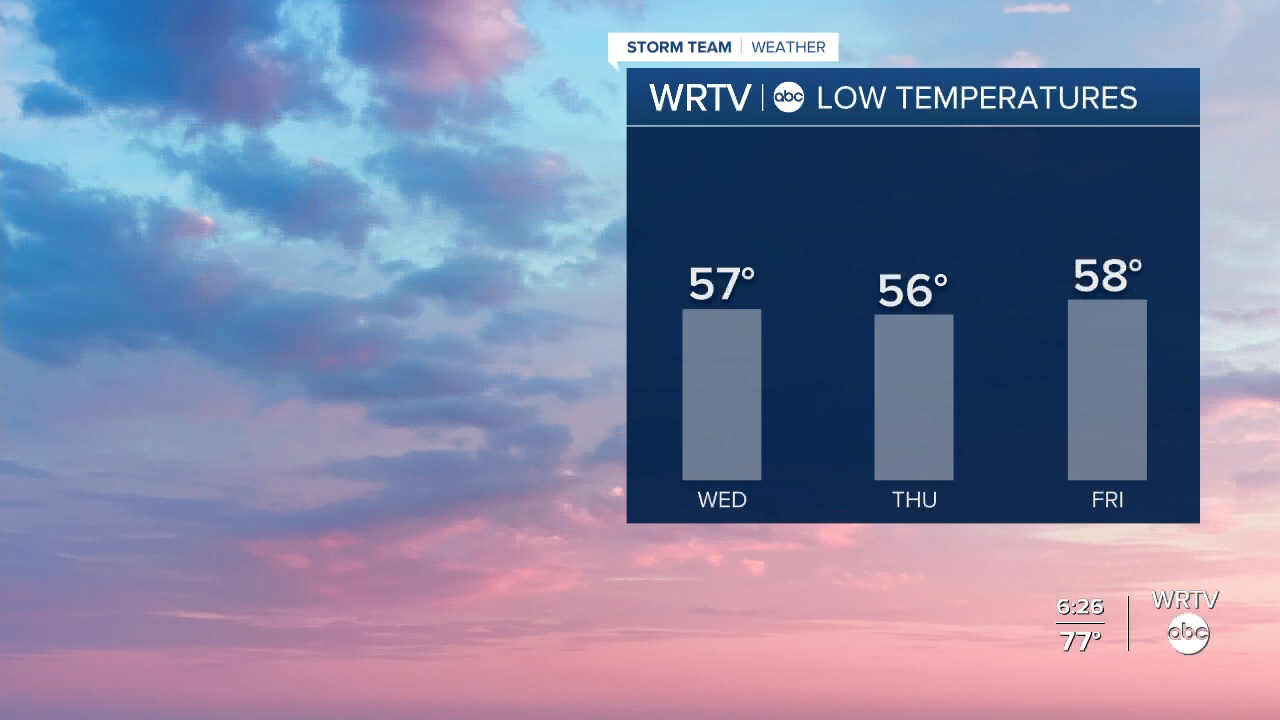 STORM TEAM | WEATHER
WRTV | abc LOW TEMPERATURES
57° 56° 58°
WED THU FRI
6:26
77°
WRTV
abc